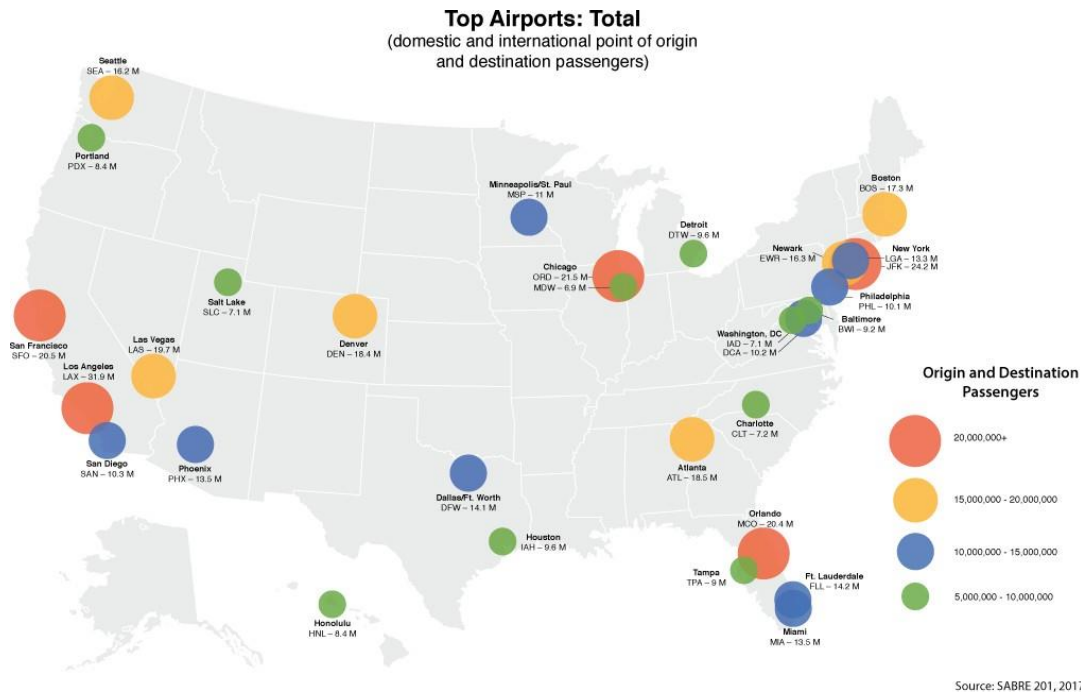 Top Airports: Total
(domestic and international point of origin
and destination passengers)
Seattle
SEA – 16.2 M
Portland
PDX – 8.4 M
Minneapolis/St. Paul
MSP – 11 M
Boston
BOS – 17.3 M
Detroit
DTW – 9.6 M
Newark
EWR – 16.3 M
New York
LGA – 13.3 M
JFK – 24.2 M
Chicago
ORD – 21.5 M
MDW – 6.9 M
Salt Lake
SLC – 7.1 M
Philadelphia
PHL – 10.1 M
Baltimore
BWI – 9.2 M
Washington, DC
IAD – 7.1 M
DCA – 10.2 M
San Francisco
SFO – 20.5 M
Las Vegas
LAS – 19.7 M
Denver
DEN – 18.4 M
Los Angeles
LAX – 31.9 M
Charlotte
CLT – 7.2 M
San Diego
SAN – 10.3 M
Phoenix
PHX – 13.5 M
Atlanta
ATL – 18.5 M
Dallas/Ft. Worth
DFW – 14.1 M
Orlando
MCO – 20.4 M
Houston
IAH – 9.6 M
Tampa
TPA – 9 M
Ft. Lauderdale
FLL – 14.2 M
Honolulu
HNL – 8.4 M
Miami
MIA – 13.5 M
Origin and Destination
Passengers
20,000,000+
15,000,000 - 20,000,000
10,000,000 - 15,000,000
5,000,000 - 10,000,000
Source: SABRE 201, 2017